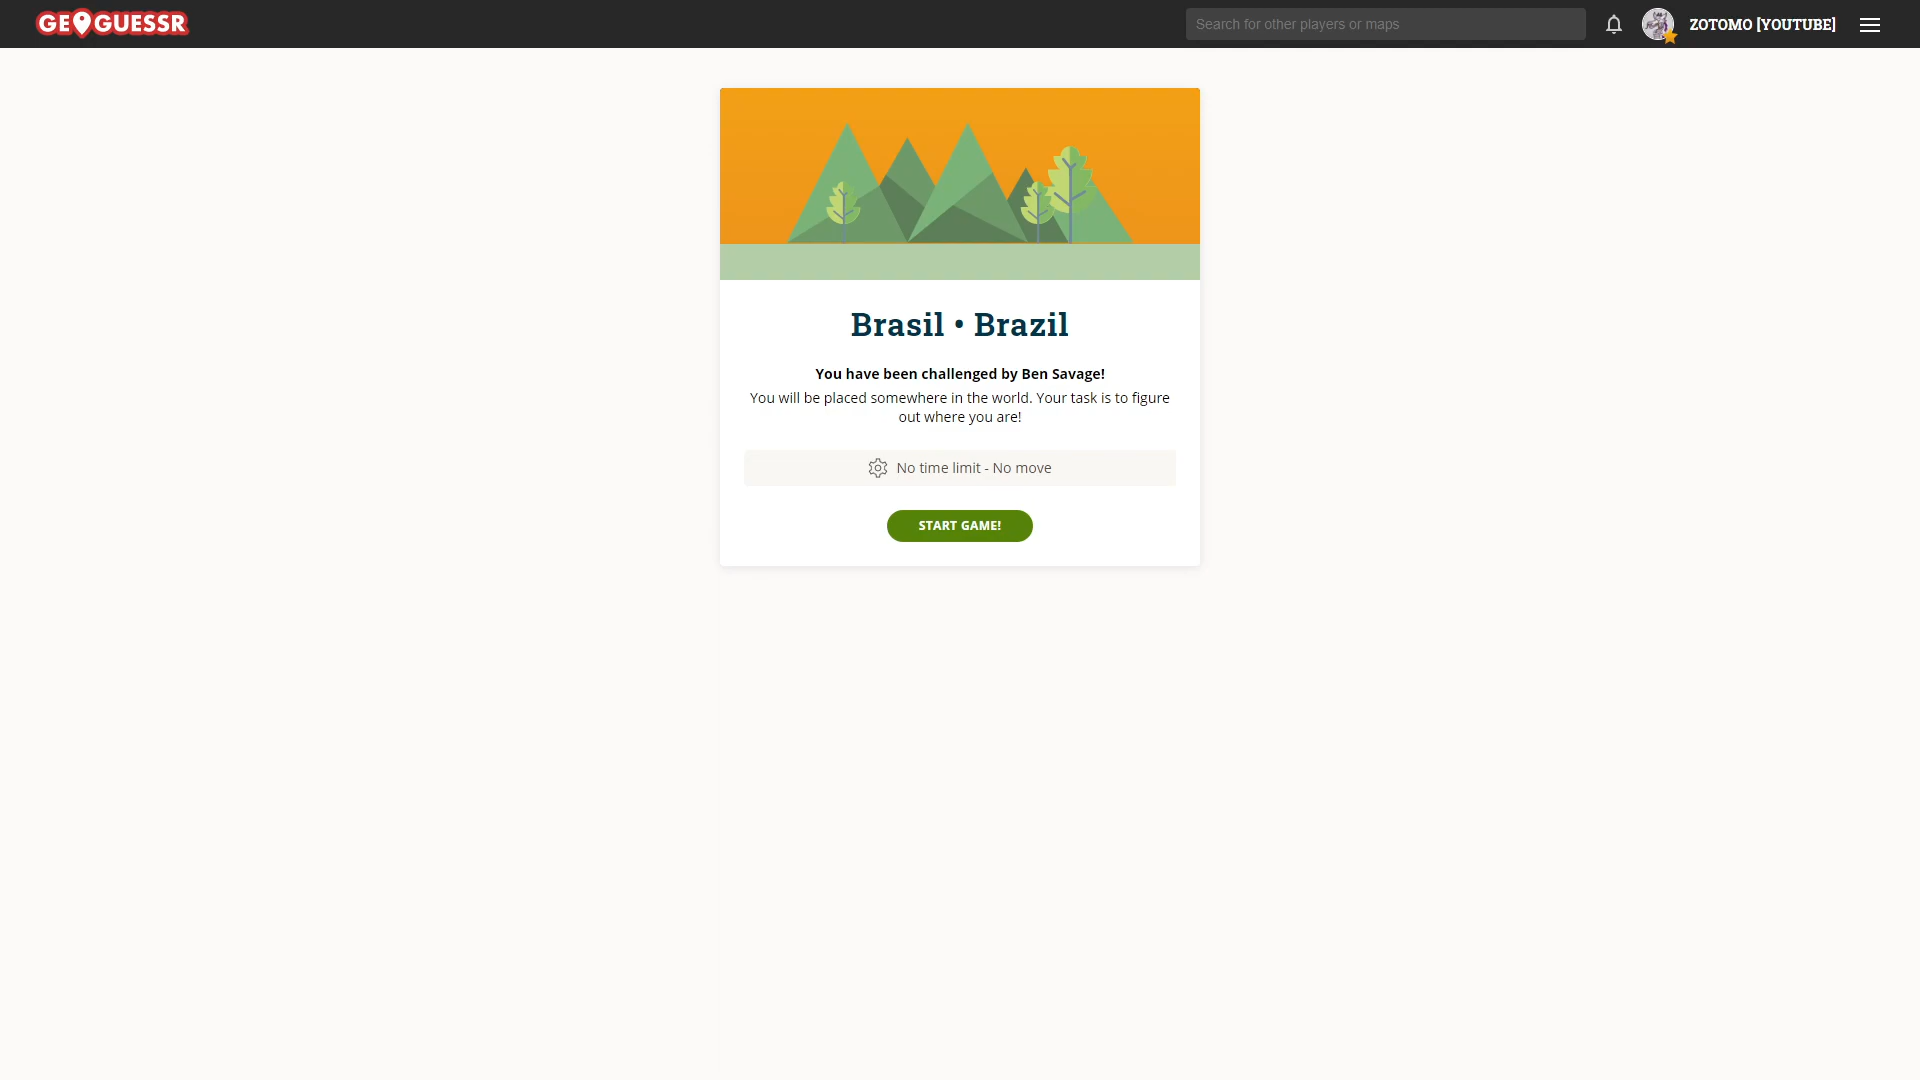 GEOGUESSR
Search for other players or maps
ZOTOMO [YOUTUBE]
Brasil • Brazil
You have been challenged by Ben Savage!
You will be placed somewhere in the world. Your task is to figure
out where you are!
No time limit - No move
START GAME!